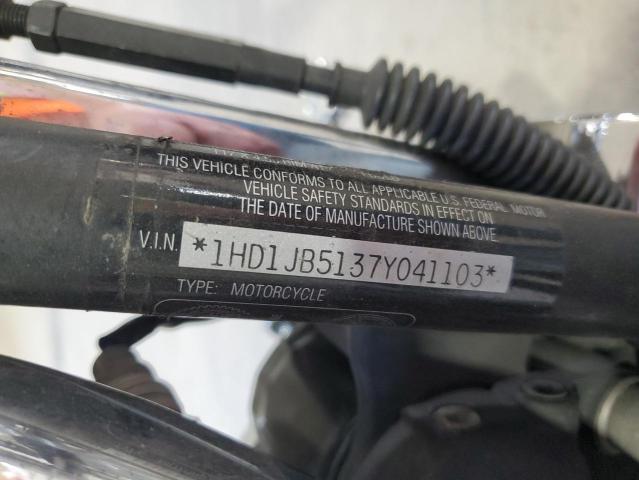 THIS VEHICLE CONFORMS TO ALL APPLICABLE U.S. FEDERAL MOTOR
VEHICLE SAFETY STANDARDS IN EFFECT ON
THE DATE OF MANUFACTURE SHOWN ABOVE
V.I.N. *1HD1JB5137Y041103*
TYPE: MOTORCYCLE